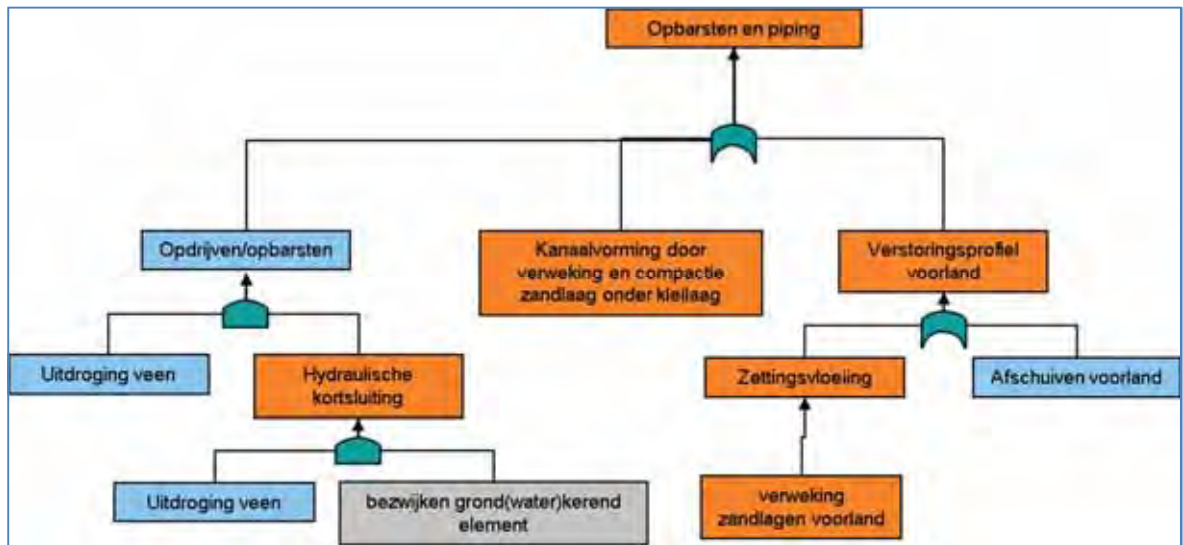 Opbarsten en piping
Opdrijven/opbarsten
Kanaalvorming door
verweking en compactie
zandlaag onder kleilaag
Verstoringsprofiel
voorland
Uitdroging veen
Hydraulische
kortsluiting
Zettingsvloeiing
Afschuiven voorland
Uitdroging veen
bezwijken grond(water)kerend
element
verweking
zandlagen voorland